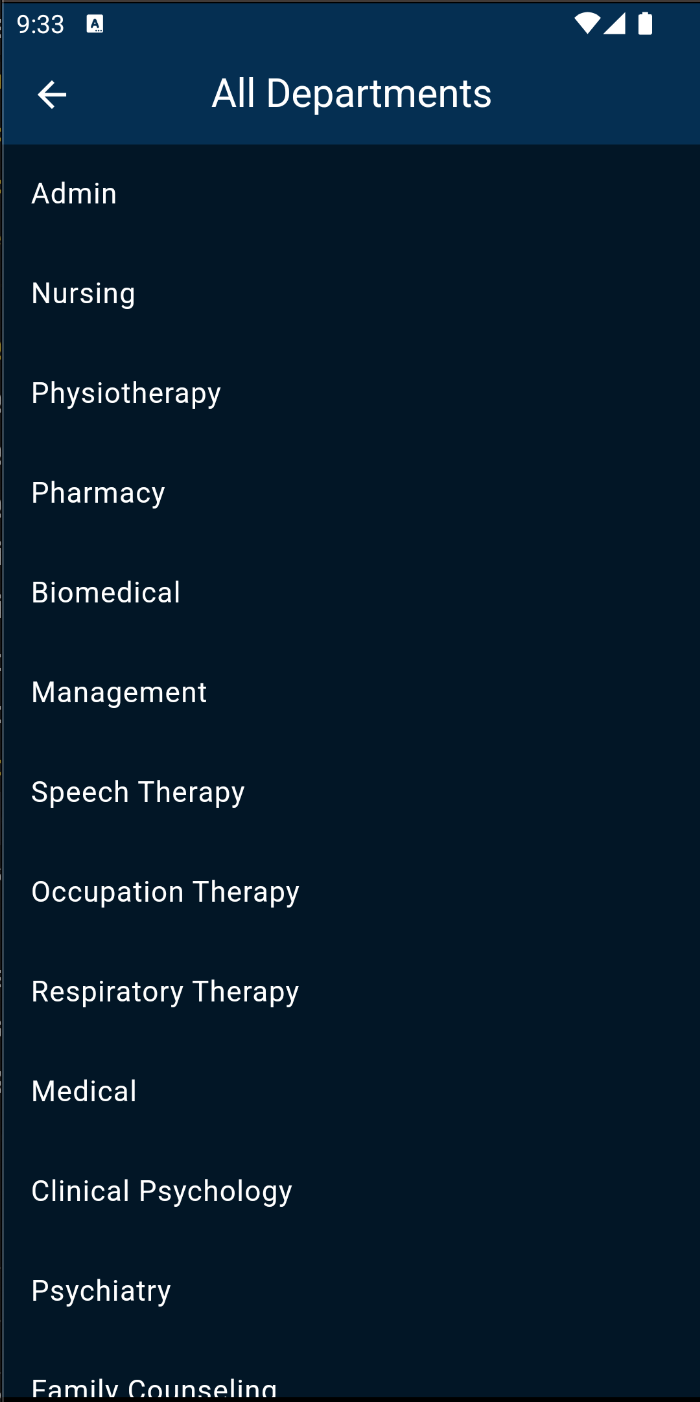 9:33 A
All Departments
Admin
Nursing
Physiotherapy
Pharmacy
Biomedical
Management
Speech Therapy
Occupation Therapy
Respiratory Therapy
Medical
Clinical Psychology
Psychiatry
Family Counseling